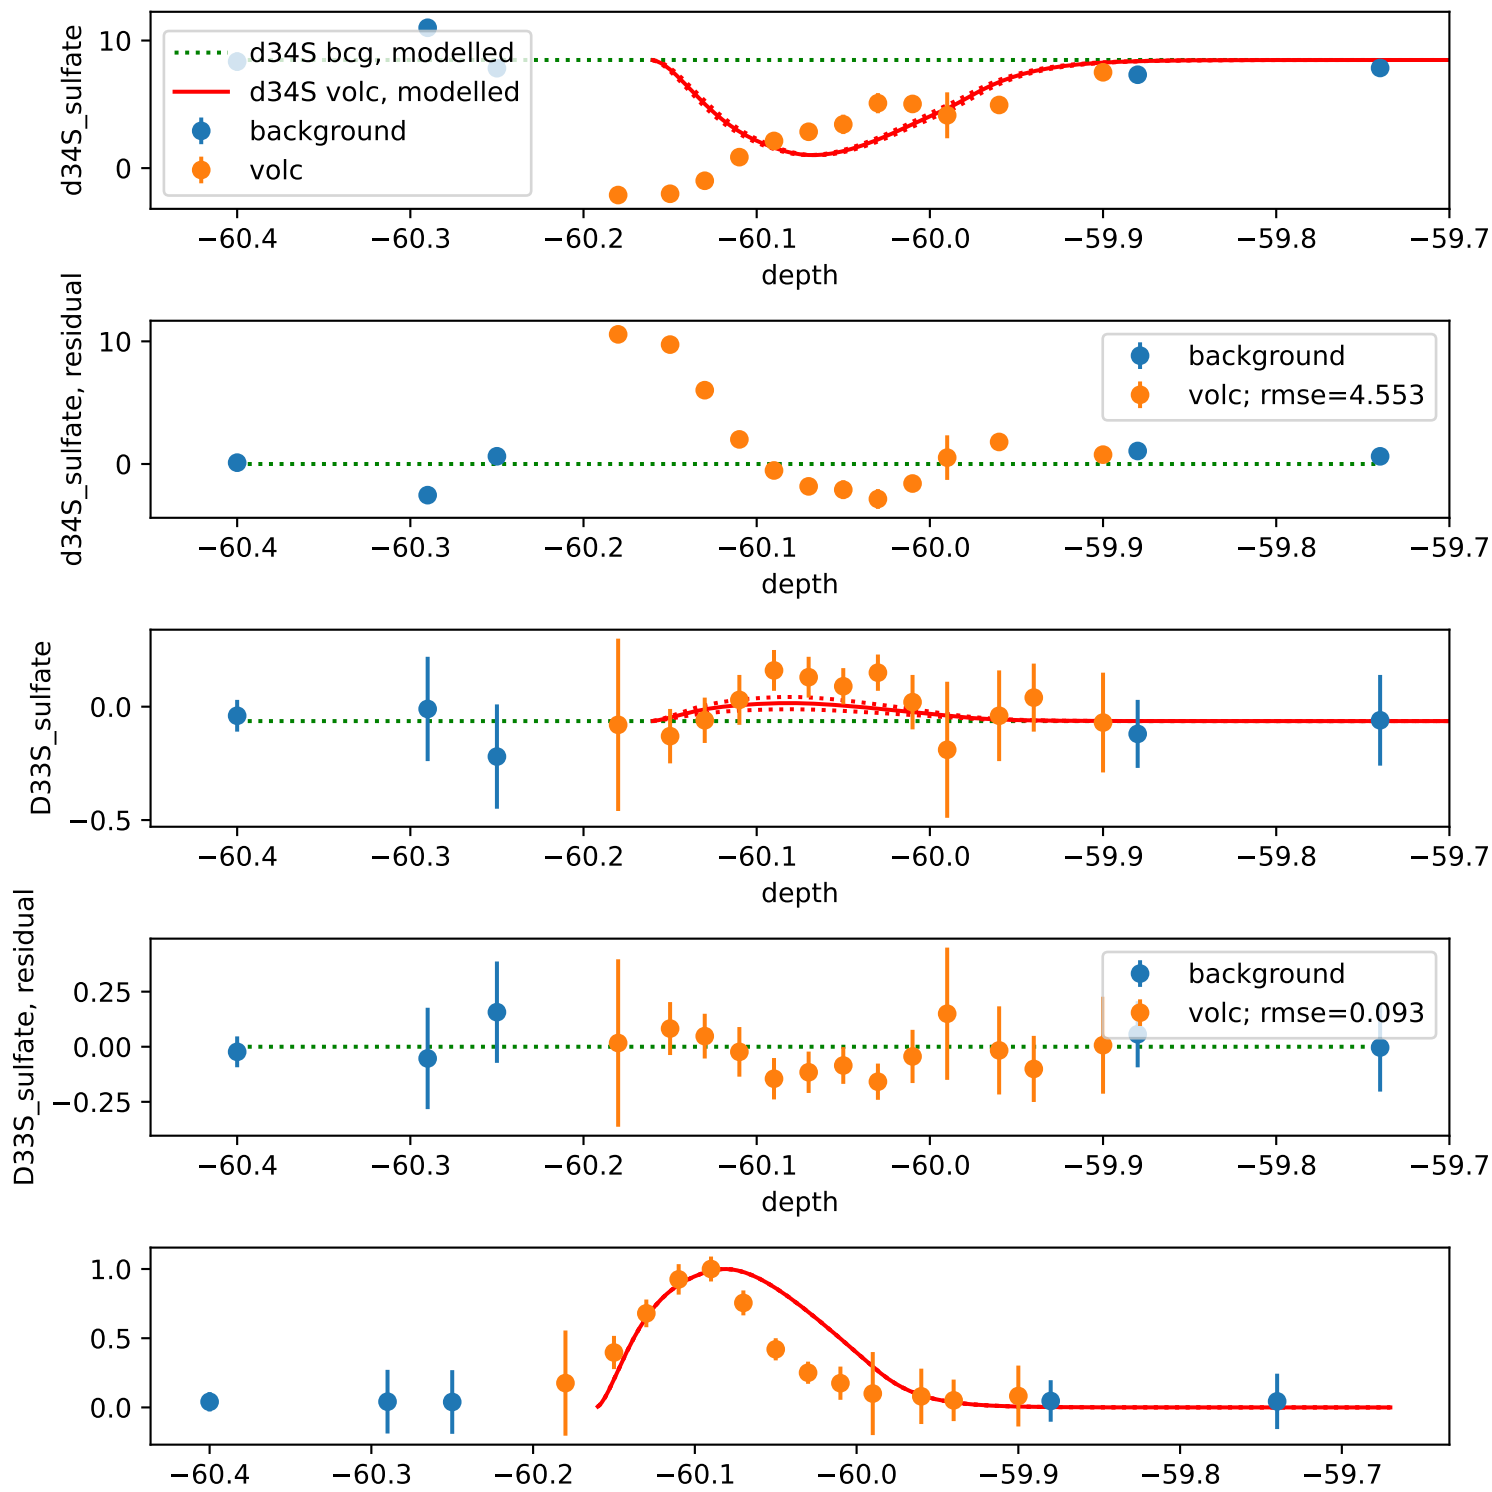 d34S_sulfate
10
0
d34S bcg, modelled
d34S volc, modelled
background
volc
−60.4 −60.3 −60.2 −60.1 −60.0 −59.9 −59.8 −59.7
depth
d34S_sulfate, residual
10
0
background
volc; rmse=4.553
−60.4 −60.3 −60.2 −60.1 −60.0 −59.9 −59.8 −59.7
depth
D33S_sulfate
0.0
−0.5
−60.4 −60.3 −60.2 −60.1 −60.0 −59.9 −59.8 −59.7
depth
D33S_sulfate, residual
0.25
0.00
−0.25
background
volc; rmse=0.093
−60.4 −60.3 −60.2 −60.1 −60.0 −59.9 −59.8 −59.7
depth
1.0
0.5
0.0
−60.4 −60.3 −60.2 −60.1 −60.0 −59.9 −59.8 −59.7